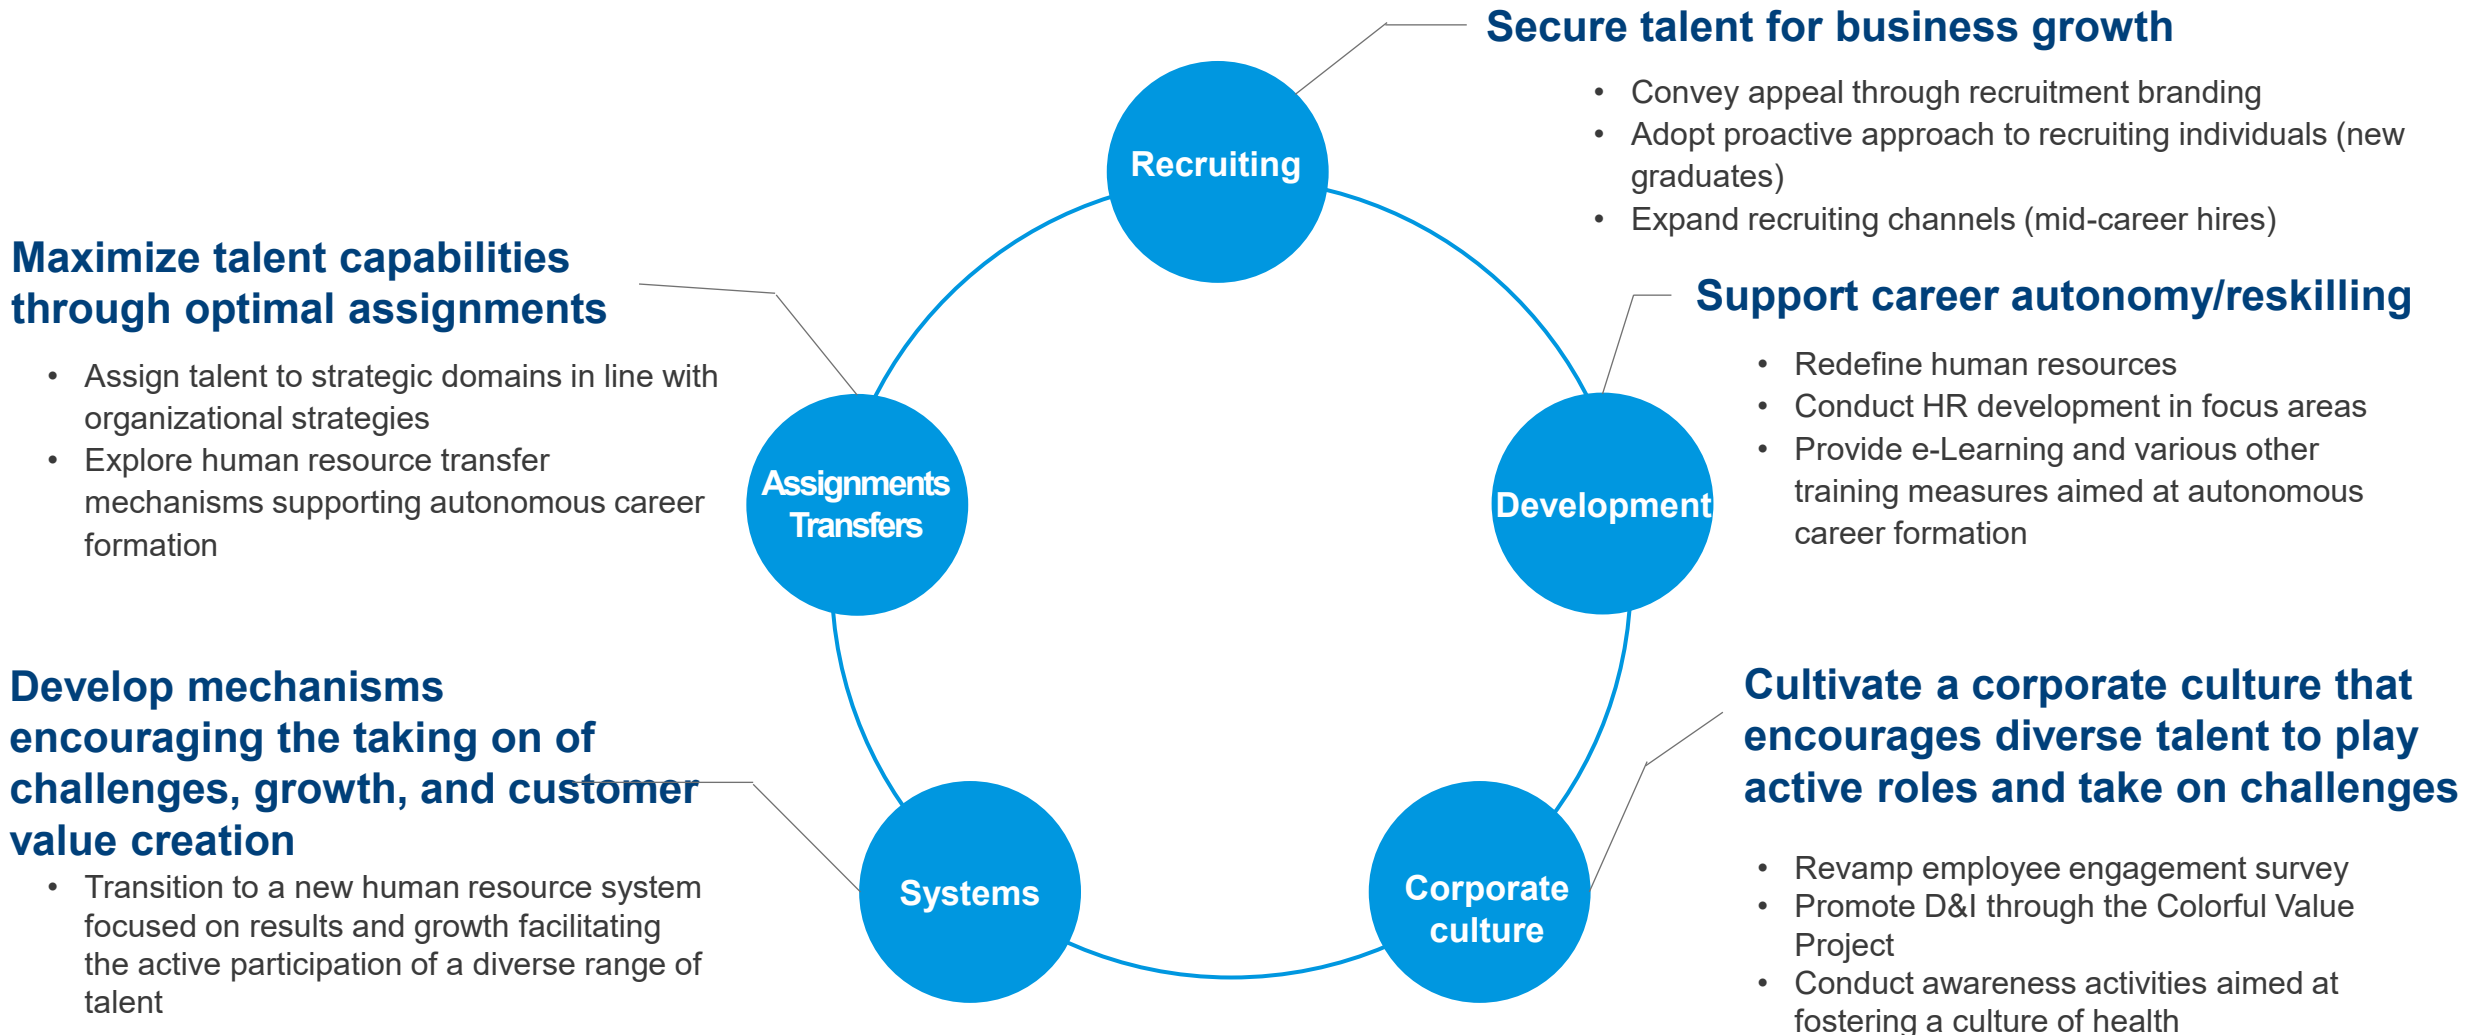 Secure talent for business growth
• Convey appeal through recruitment branding
• Adopt proactive approach to recruiting individuals (new
graduates)
• Expand recruiting channels (mid-career hires)
Recruiting
Maximize talent capabilities
through optimal assignments
• Assign talent to strategic domains in line with
organizational strategies
• Explore human resource transfer
mechanisms supporting autonomous career
formation
Assignments
Transfers
Support career autonomy/reskilling
• Redefine human resources
• Conduct HR development in focus areas
• Provide e-Learning and various other
training measures aimed at autonomous
career formation
Development
Develop mechanisms
encouraging the taking on of
challenges, growth, and customer
value creation
• Transition to a new human resource system
focused on results and growth facilitating
the active participation of a diverse range of
talent
Systems
Corporate
culture
Cultivate a corporate culture that
encourages diverse talent to play
active roles and take on challenges
• Revamp employee engagement survey
• Promote D&I through the Colorful Value
Project
• Conduct awareness activities aimed at
fostering a culture of health